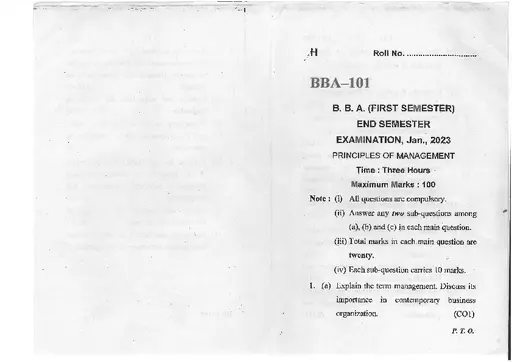 H Roll No. ..............................
BBA–101
B. B. A. (FIRST SEMESTER)
END SEMESTER
EXAMINATION, Jan., 2023
PRINCIPLES OF MANAGEMENT
Time : Three Hours
Maximum Marks : 100
Note : (i) All questions are compulsory.
(ii) Answer any two sub-questions among
(a), (b) and (c) in each main question.
(iii) Total marks in each main question are
twenty.
(iv) Each sub-question carries 10 marks.
1. (a) Explain the term management. Discuss its
importance in contemporary business
organization. (CO1)
P. T. O.